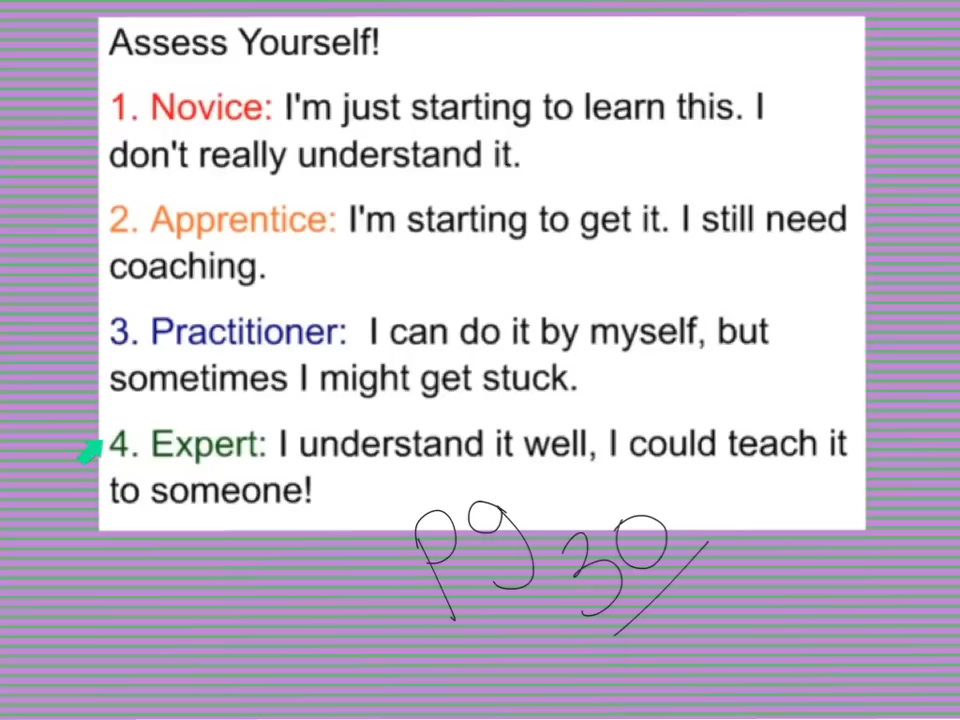 Assess Yourself!
1. Novice: I'm just starting to learn this. I
don't really understand it.
2. Apprentice: I'm starting to get it. I still need
coaching.
3. Practitioner: I can do it by myself, but
sometimes I might get stuck.
4. Expert: I understand it well, I could teach it
to someone!
pg 30